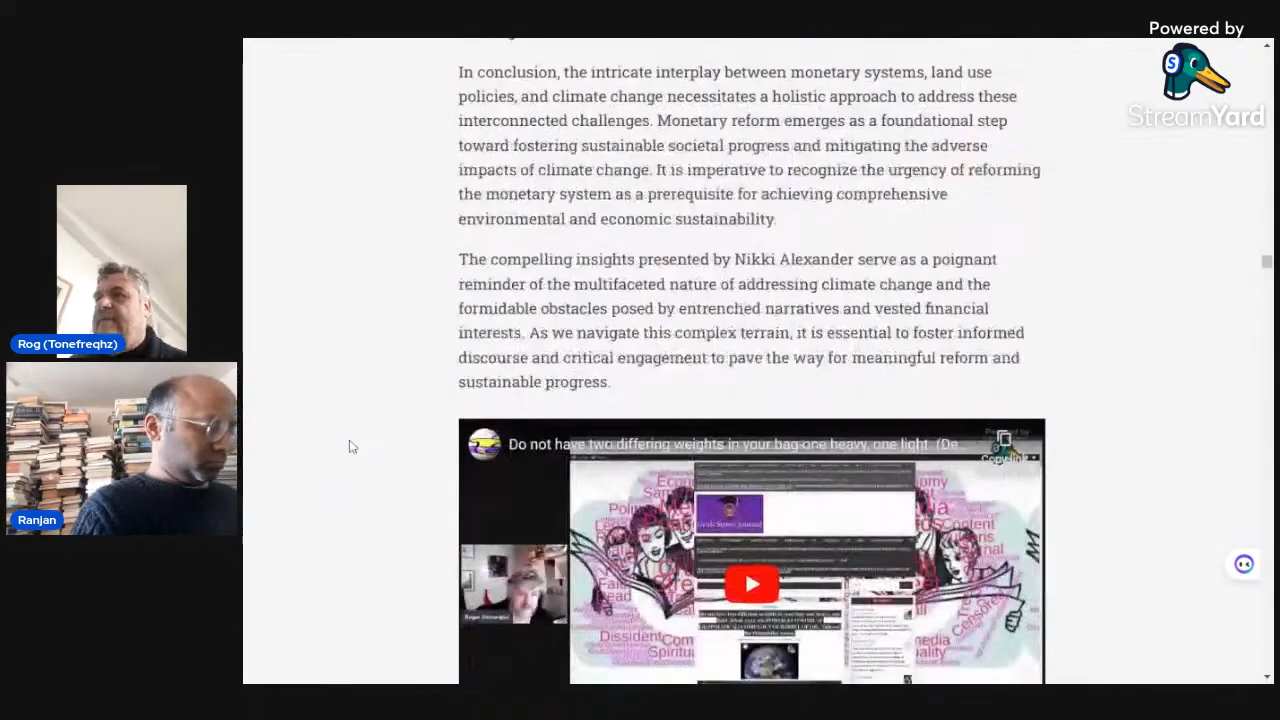 Powered by
StreamYard
In conclusion, the intricate interplay between monetary systems, land use
policies, and climate change necessitates a holistic approach to address these
interconnected challenges. Monetary reform emerges as a foundational step
toward fostering sustainable societal progress and mitigating the adverse
impacts of climate change. It is imperative to recognize the urgency of reforming
the monetary system as a prerequisite for achieving comprehensive
environmental and economic sustainability.
The compelling insights presented by Nikki Alexander serve as a poignant
reminder of the multifaceted nature of addressing climate change and the
formidable obstacles posed by entrenched narratives and vested financial
interests. As we navigate this complex terrain, it is essential to foster informed
discourse and critical engagement to pave the way for meaningful reform and
sustainable progress.
Rog (Tonefreqhz)
Ranjan
Do not have two differing weights in your bag-one heavy, one light. (De
Copy link
Dissident
Content